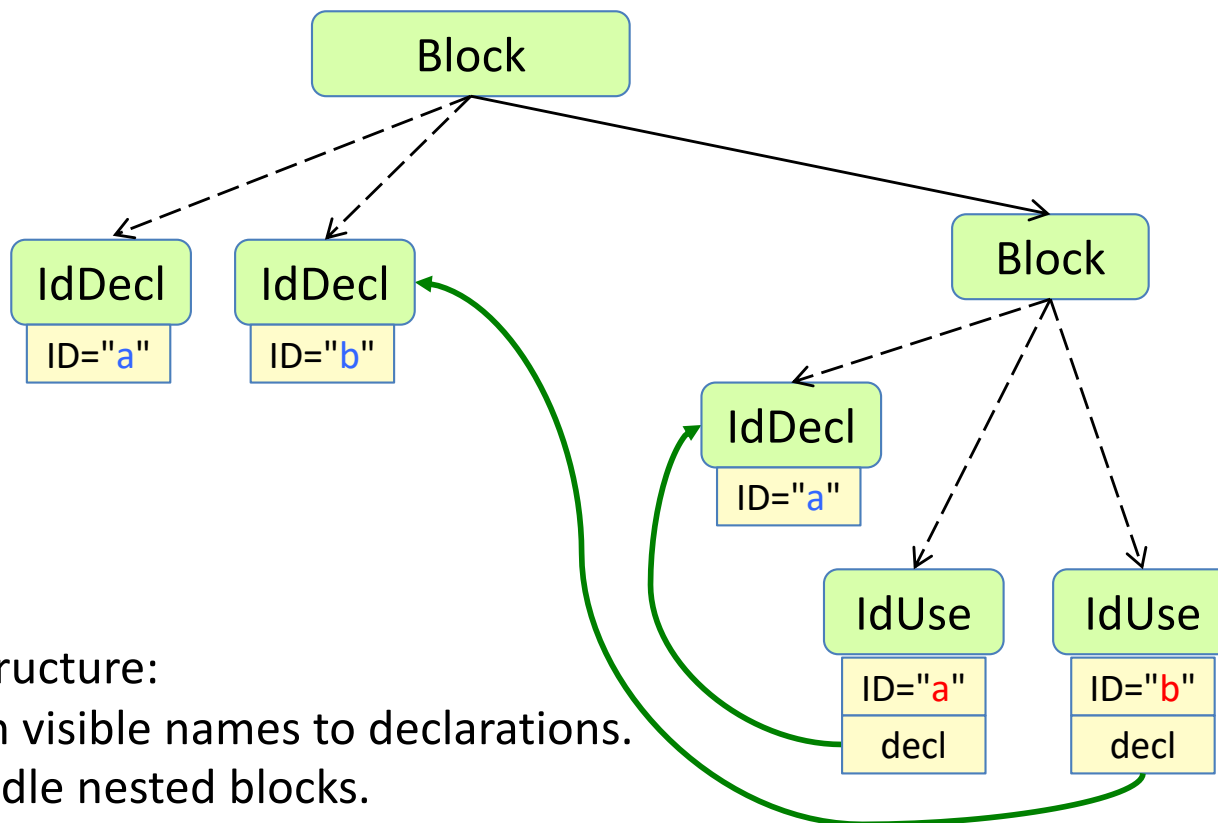 Block
Block
IdDecl
ID="a"
IdDecl
ID="b"
IdDecl
ID="a"
IdUse
ID="a"
decl
IdUse
ID="b"
decl
ructure:
visible names to declarations.
dle nested blocks.